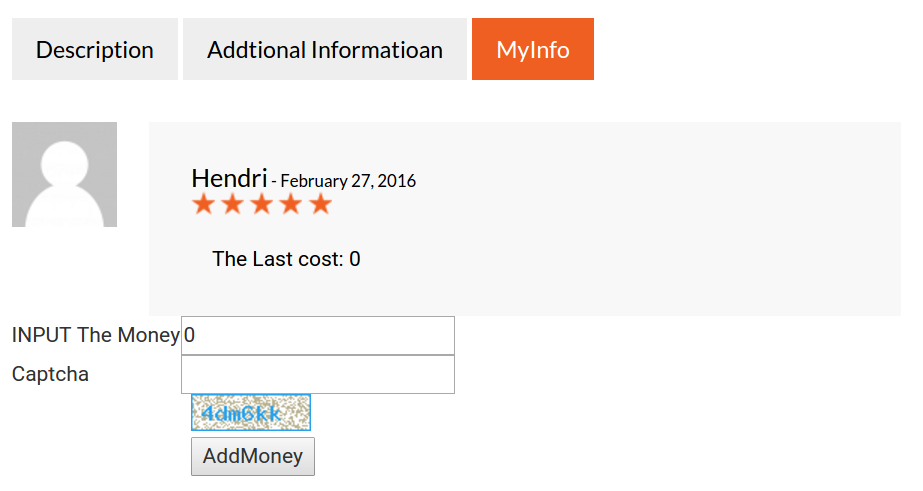 Description Addtional Informatioan MyInfo
Hendri - February 27, 2016
The Last cost: 0
INPUT The Money 0
Captcha
4dm6kk
AddMoney